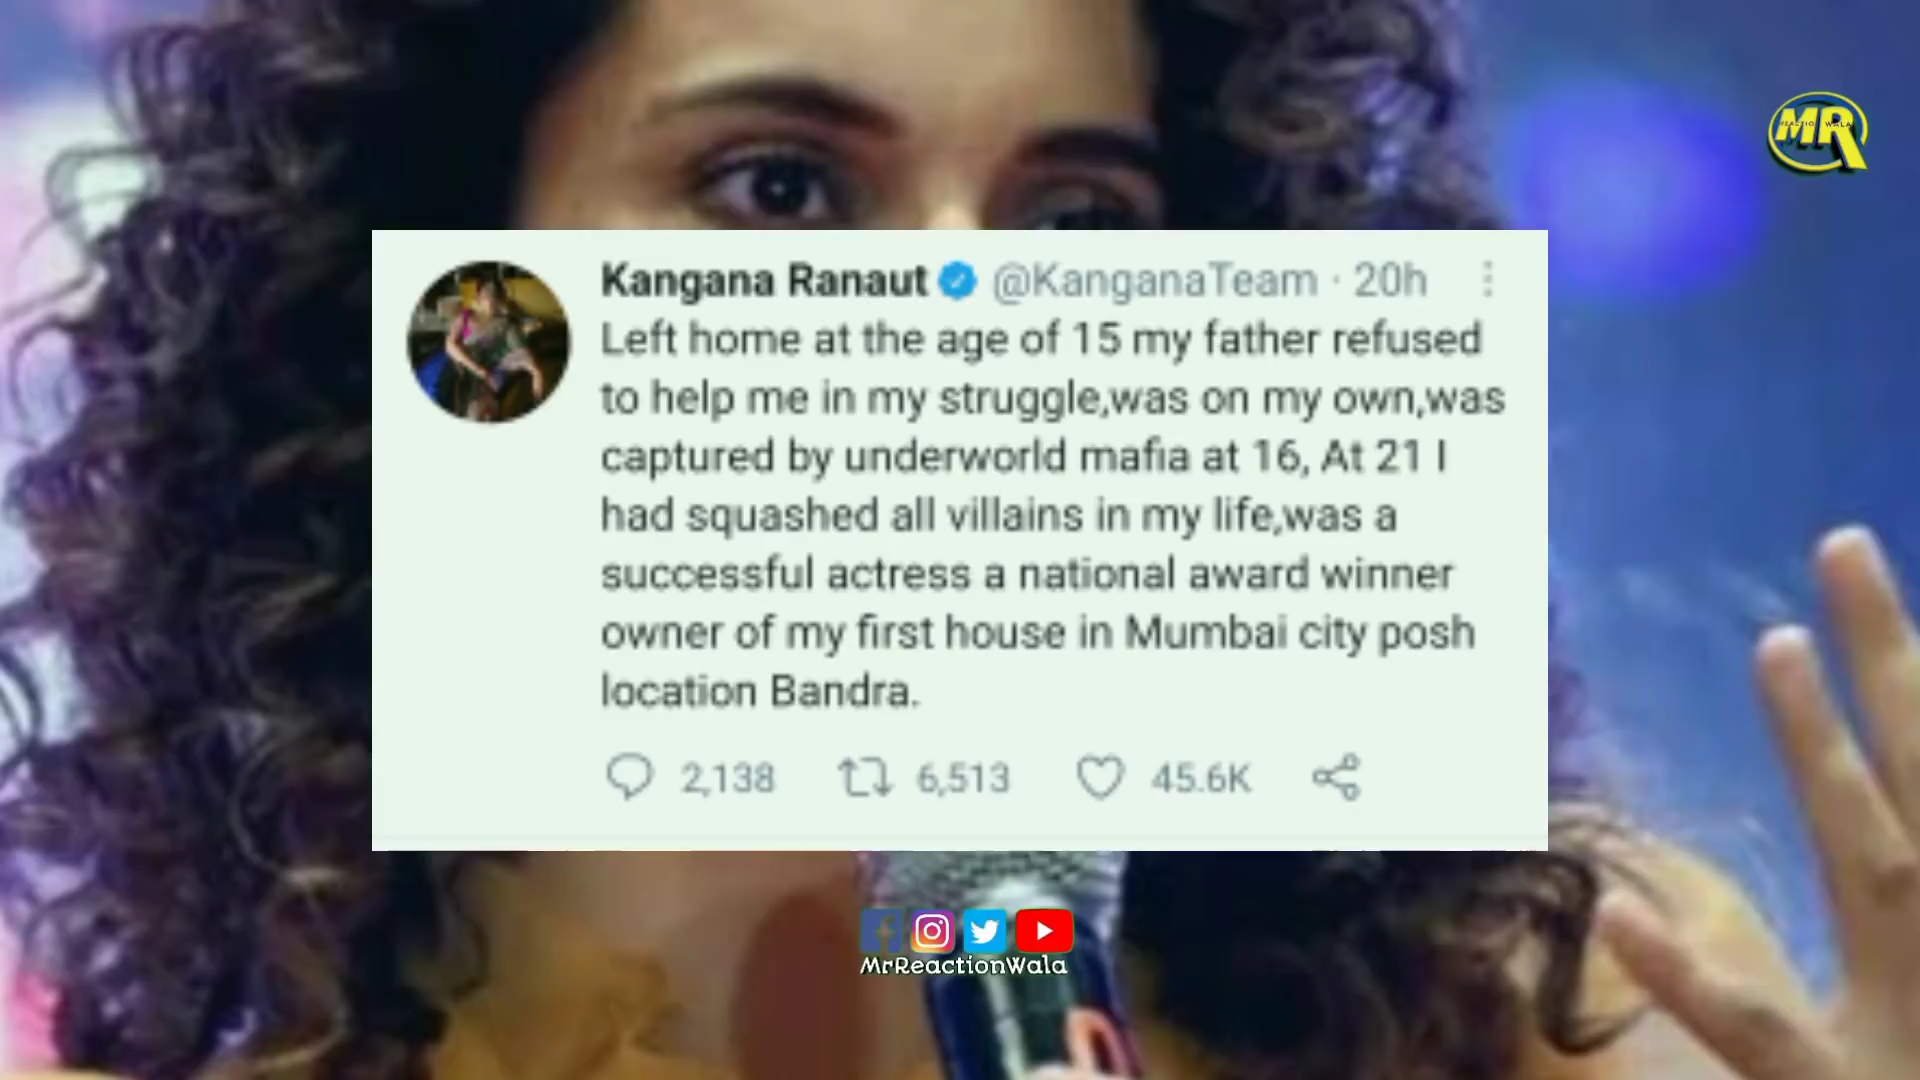 MR
REACTION WALA
Kangana Ranaut @KanganaTeam · 20h
Left home at the age of 15 my father refused
to help me in my struggle,was on my own,was
captured by underworld mafia at 16, At 21 I
had squashed all villains in my life,was a
successful actress a national award winner
owner of my first house in Mumbai city posh
location Bandra.
2,138 6,513 45.6K
MrReactionWala